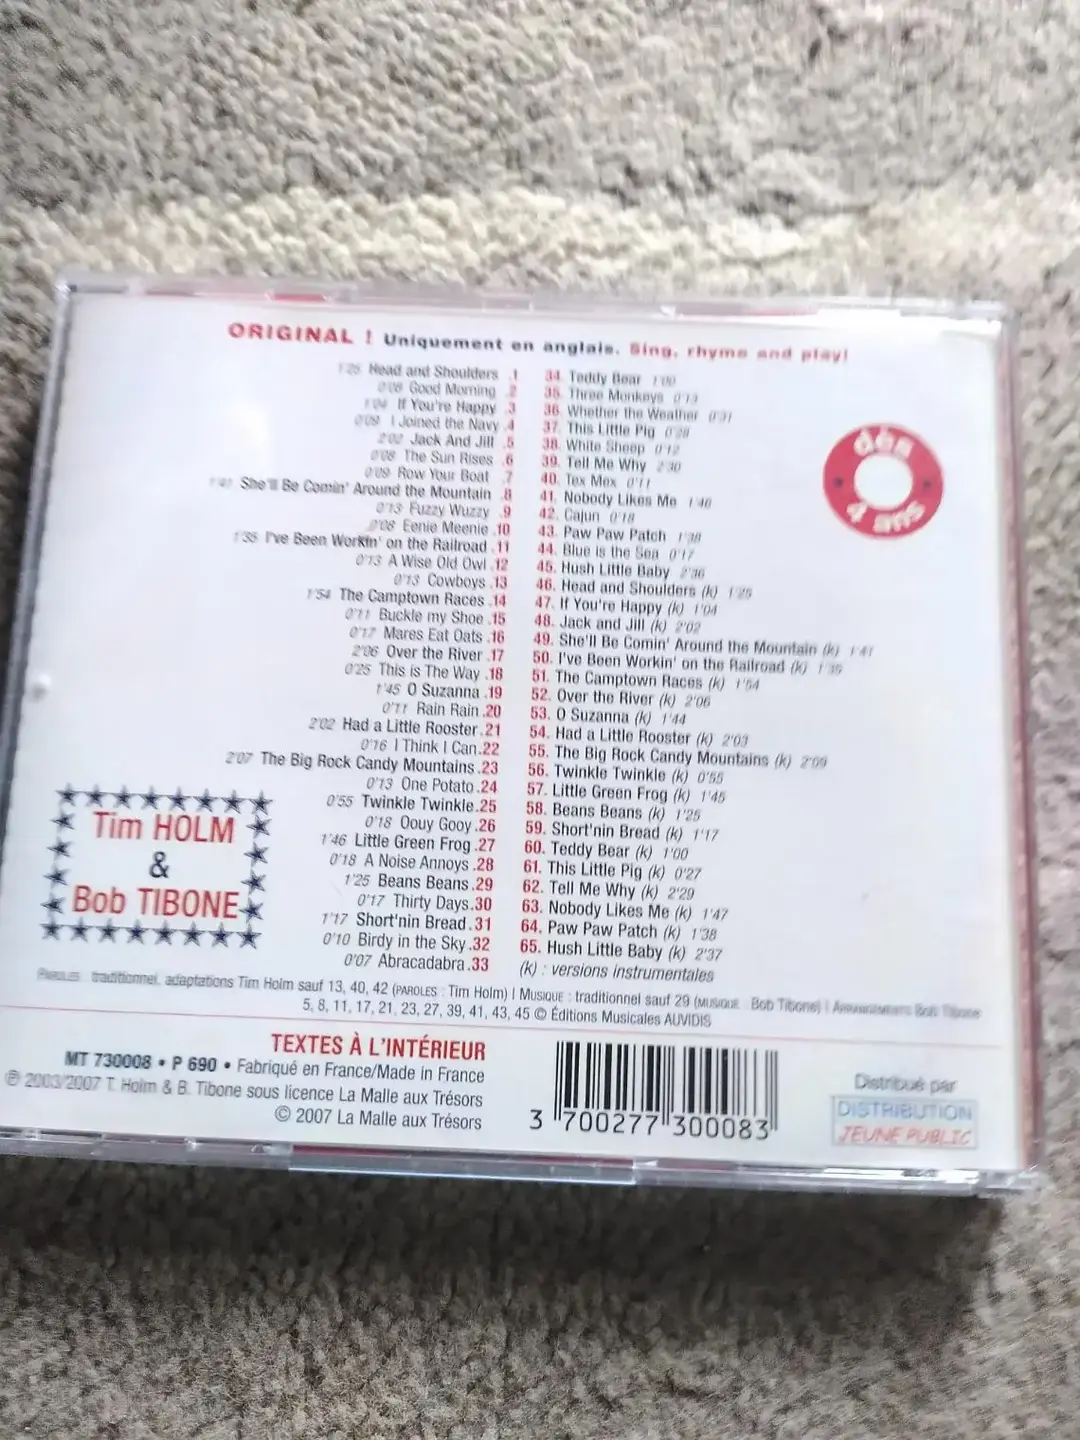 ORIGINAL ! Uniquement en anglais. Sing, rhyme and play!
1'25 Head and Shoulders .1
0'08 Good Morning .2
1'04 If You're Happy .3
0'09 I Joined the Navy .4
2'02 Jack And Jill .5
0'08 The Sun Rises .6
0'09 Row Your Boat .7
1'41 She'll Be Comin' Around the Mountain .8
0'13 Fuzzy Wuzzy .9
0'08 Eenie Meenie .10
1'35 I've Been Workin' on the Railroad .11
0'13 A Wise Old Owl .12
0'13 Cowboys .13
1'54 The Camptown Races .14
0'11 Buckle my Shoe .15
0'17 Mares Eat Oats .16
2'06 Over the River .17
0'25 This is The Way .18
1'45 O Suzanna .19
0'11 Rain Rain .20
2'02 Had a Little Rooster .21
0'16 I Think I Can .22
2'07 The Big Rock Candy Mountains .23
0'13 One Potato .24
0'55 Twinkle Twinkle .25
0'18 Oouy Gooy .26
1'46 Little Green Frog .27
0'18 A Noise Annoys .28
1'25 Beans Beans .29
0'17 Thirty Days .30
1'17 Short'nin Bread .31
0'10 Birdy in the Sky .32
0'07 Abracadabra .33
34. Teddy Bear 1'00
35. Three Monkeys 0'13
36. Whether the Weather 0'31
37. This Little Pig 0'28
38. White Sheep 0'12
39. Tell Me Why 2'30
40. Tex Mex 0'11
41. Nobody Likes Me 1'46
42. Cajun 0'18
43. Paw Paw Patch 1'38
44. Blue is the Sea 0'17
45. Hush Little Baby 2'36
46. Head and Shoulders (k) 1'25
47. If You're Happy (k) 1'04
48. Jack and Jill (k) 2'02
49. She'll Be Comin' Around the Mountain (k) 1'41
50. I've Been Workin' on the Railroad (k) 1'35
51. The Camptown Races (k) 1'54
52. Over the River (k) 2'06
53. O Suzanna (k) 1'44
54. Had a Little Rooster (k) 2'03
55. The Big Rock Candy Mountains (k) 2'09
56. Twinkle Twinkle (k) 0'55
57. Little Green Frog (k) 1'45
58. Beans Beans (k) 1'25
59. Short'nin Bread (k) 1'17
60. Teddy Bear (k) 1'00
61. This Little Pig (k) 0'27
62. Tell Me Why (k) 2'29
63. Nobody Likes Me (k) 1'47
64. Paw Paw Patch (k) 1'38
65. Hush Little Baby (k) 2'37
(k) : versions instrumentales
dès
4 ans
Tim HOLM
&
Bob TIBONE
PAROLES : traditionnel, adaptations Tim Holm sauf 13, 40, 42 (PAROLES : Tim Holm) | MUSIQUE : traditionnel sauf 29 (MUSIQUE : Bob Tibone) | ARRANGEMENTS Bob Tibone
5, 8, 11, 17, 21, 23, 27, 39, 41, 43, 45 © Éditions Musicales AUVIDIS
TEXTES À L'INTÉRIEUR
MT 730008 • P 690 • Fabriqué en France/Made in France
℗ 2003/2007 T. Holm & B. Tibone sous licence La Malle aux Trésors
© 2007 La Malle aux Trésors
3 700277 300083
Distribué par
DISTRIBUTION
JEUNE PUBLIC